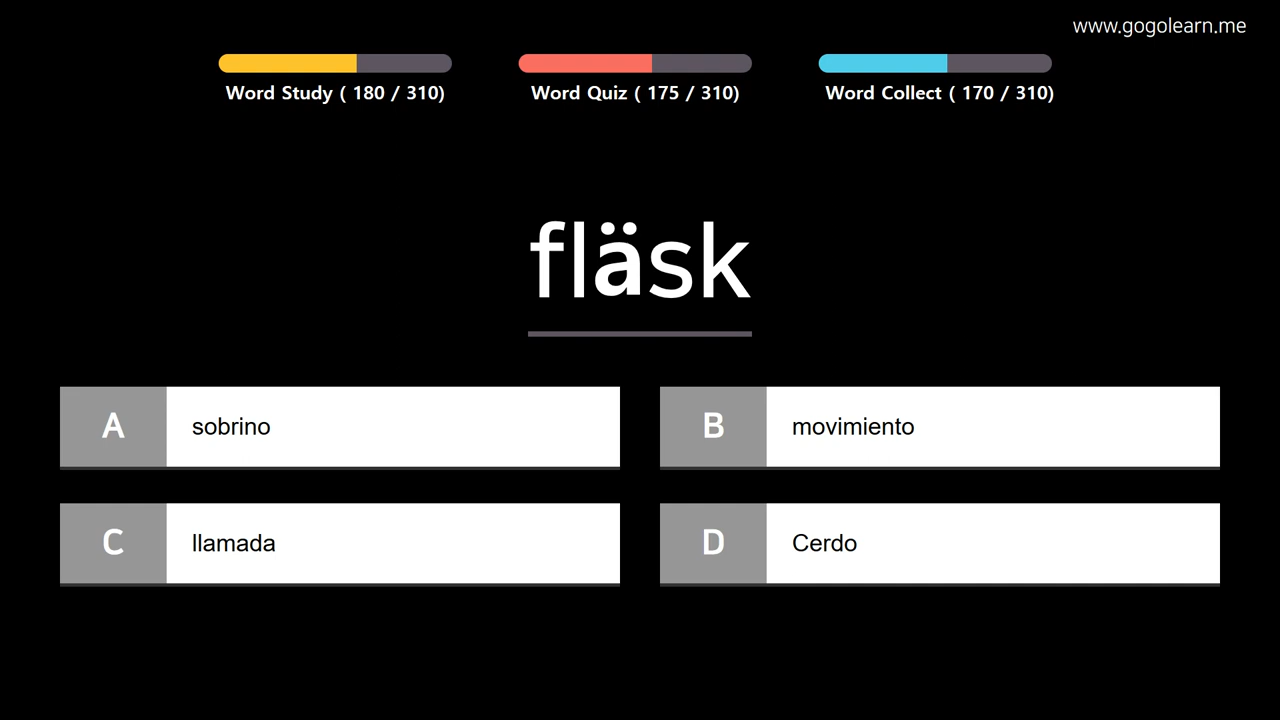 www.gogolearn.me
Word Study ( 180 / 310)
Word Quiz ( 175 / 310)
Word Collect ( 170 / 310)
fläsk
A sobrino
B movimiento
C llamada
D Cerdo